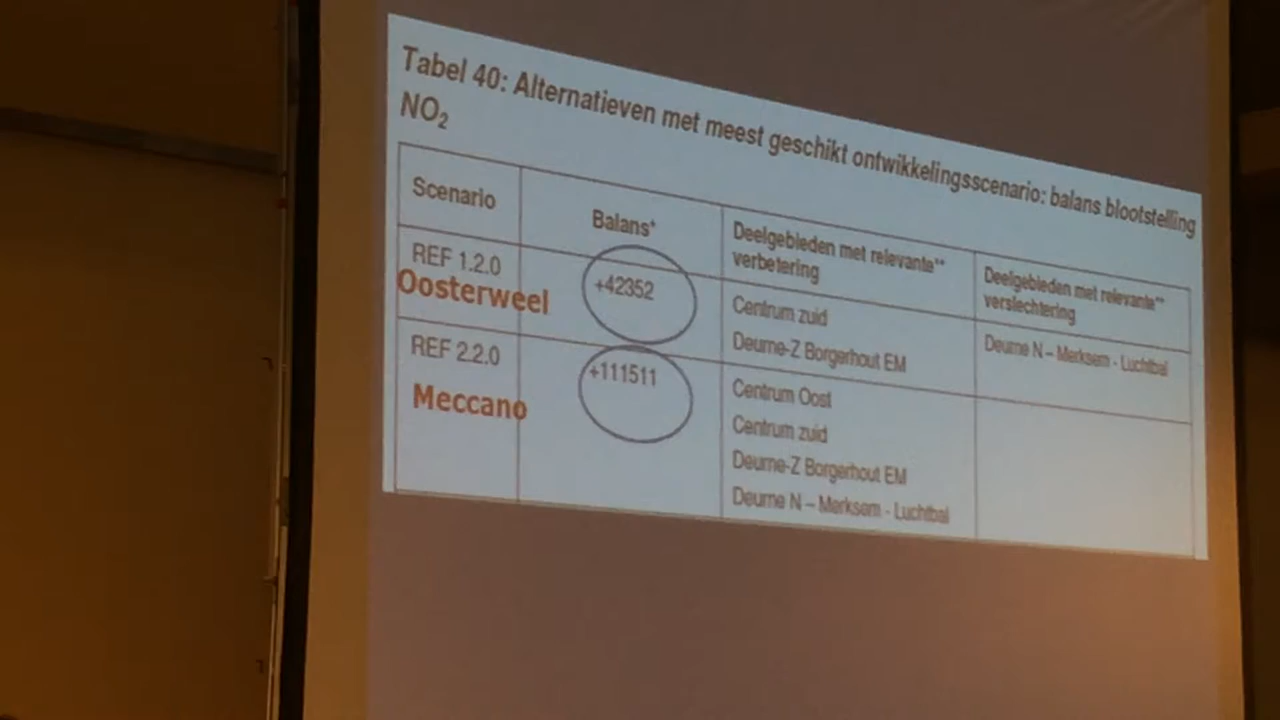 Tabel 40: Alternatieven met meest geschikt ontwikkelingsscenario: balans blootstelling
NO₂
Scenario
Balans*
Deelgebieden met relevante**
verbetering
Deelgebieden met relevante**
verslechtering
REF 1.2.0
Oosterweel
+42352
Centrum zuid
Deurne-Z Borgerhout EM
Deurne N – Merksem - Luchtbal
REF 2.2.0
Meccano
+111511
Centrum Oost
Centrum zuid
Deurne-Z Borgerhout EM
Deurne N – Merksem - Luchtbal